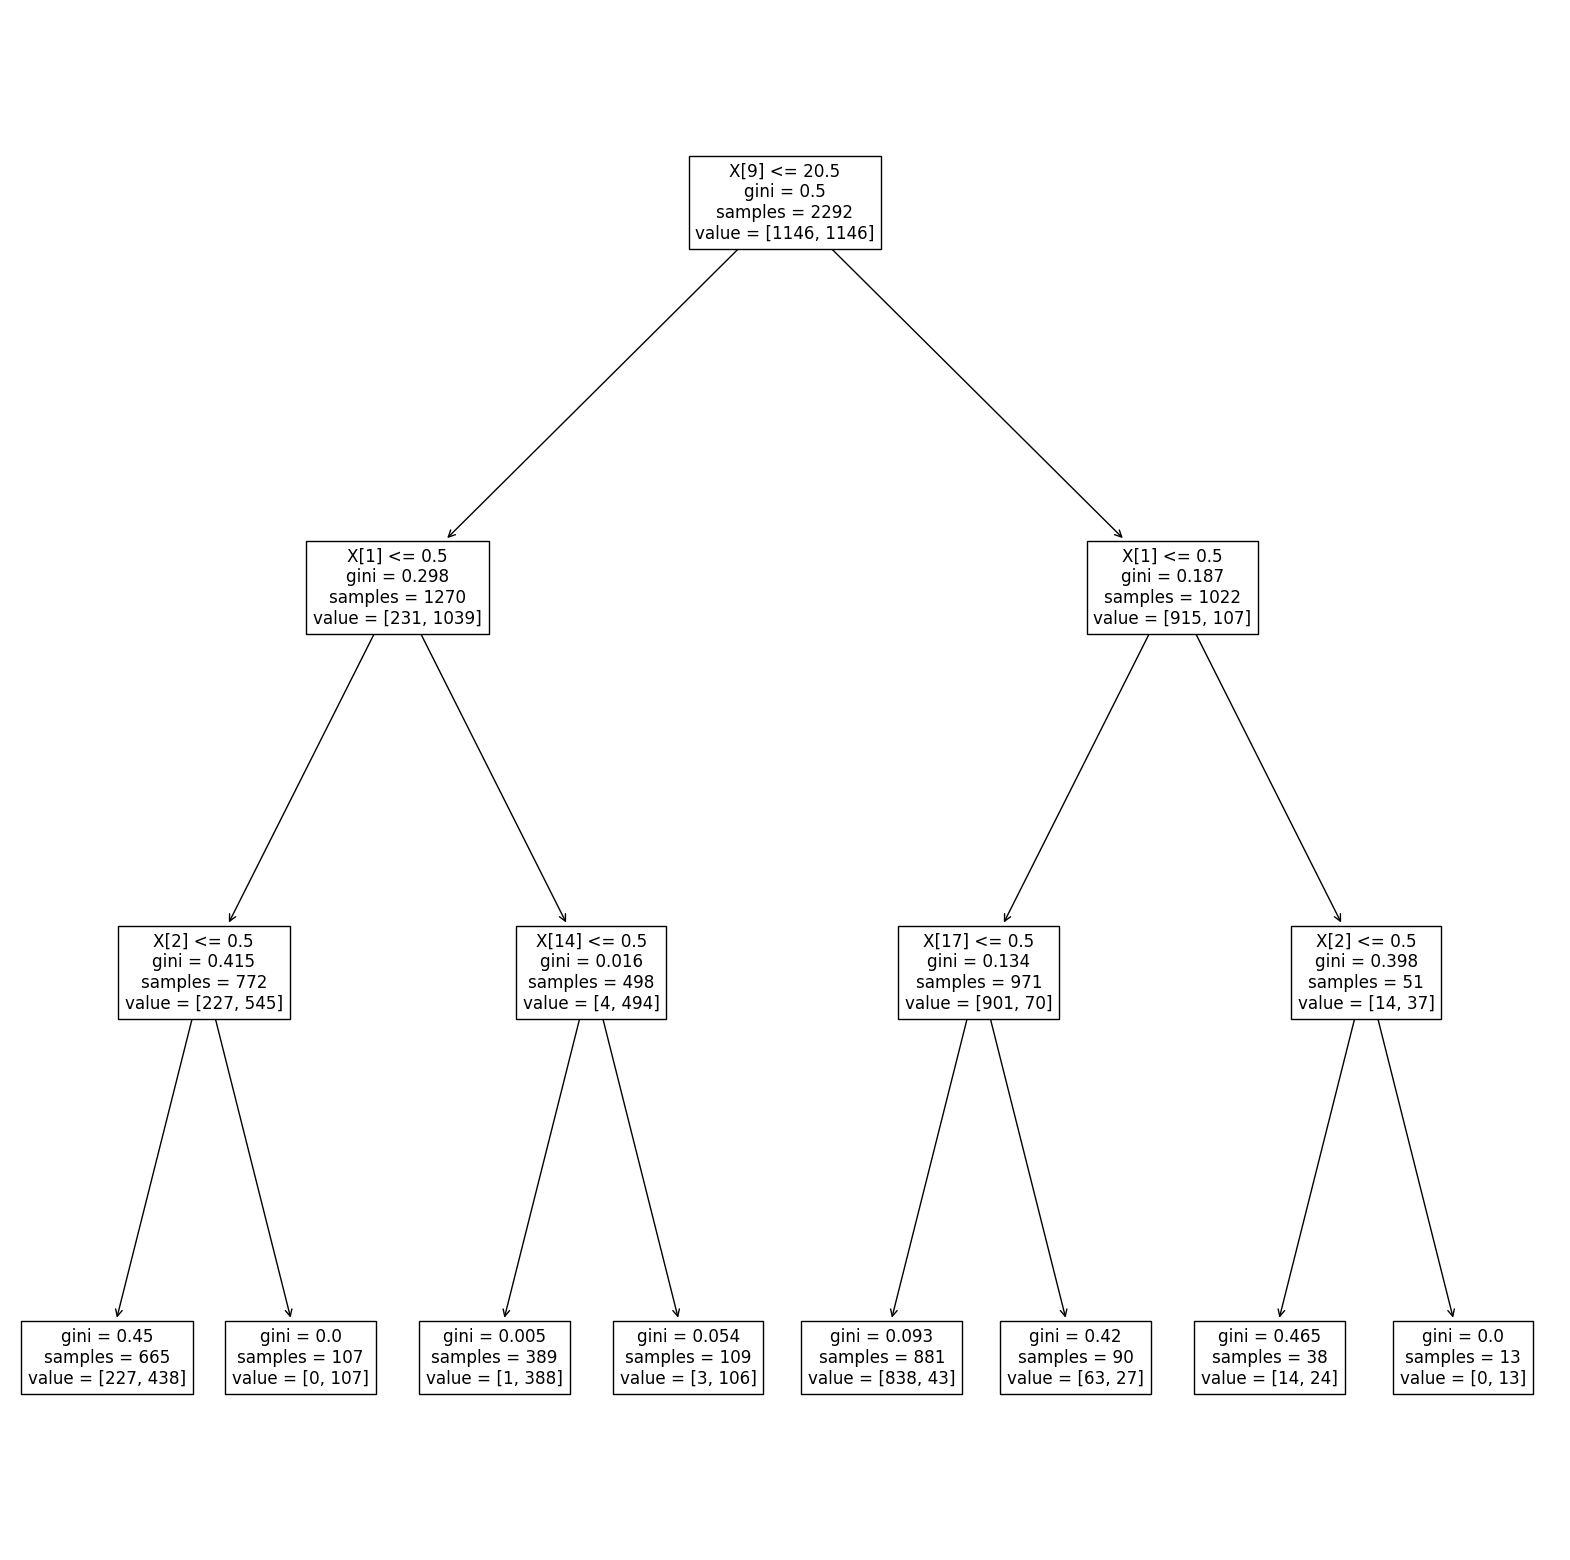 X[9] <= 20.5
gini = 0.5
samples = 2292
value = [1146, 1146]
X[1] <= 0.5
gini = 0.298
samples = 1270
value = [231, 1039]
X[1] <= 0.5
gini = 0.187
samples = 1022
value = [915, 107]
X[2] <= 0.5
gini = 0.415
samples = 772
value = [227, 545]
X[14] <= 0.5
gini = 0.016
samples = 498
value = [4, 494]
X[17] <= 0.5
gini = 0.134
samples = 971
value = [901, 70]
X[2] <= 0.5
gini = 0.398
samples = 51
value = [14, 37]
gini = 0.45
samples = 665
value = [227, 438]
gini = 0.0
samples = 107
value = [0, 107]
gini = 0.005
samples = 389
value = [1, 388]
gini = 0.054
samples = 109
value = [3, 106]
gini = 0.093
samples = 881
value = [838, 43]
gini = 0.42
samples = 90
value = [63, 27]
gini = 0.465
samples = 38
value = [14, 24]
gini = 0.0
samples = 13
value = [0, 13]